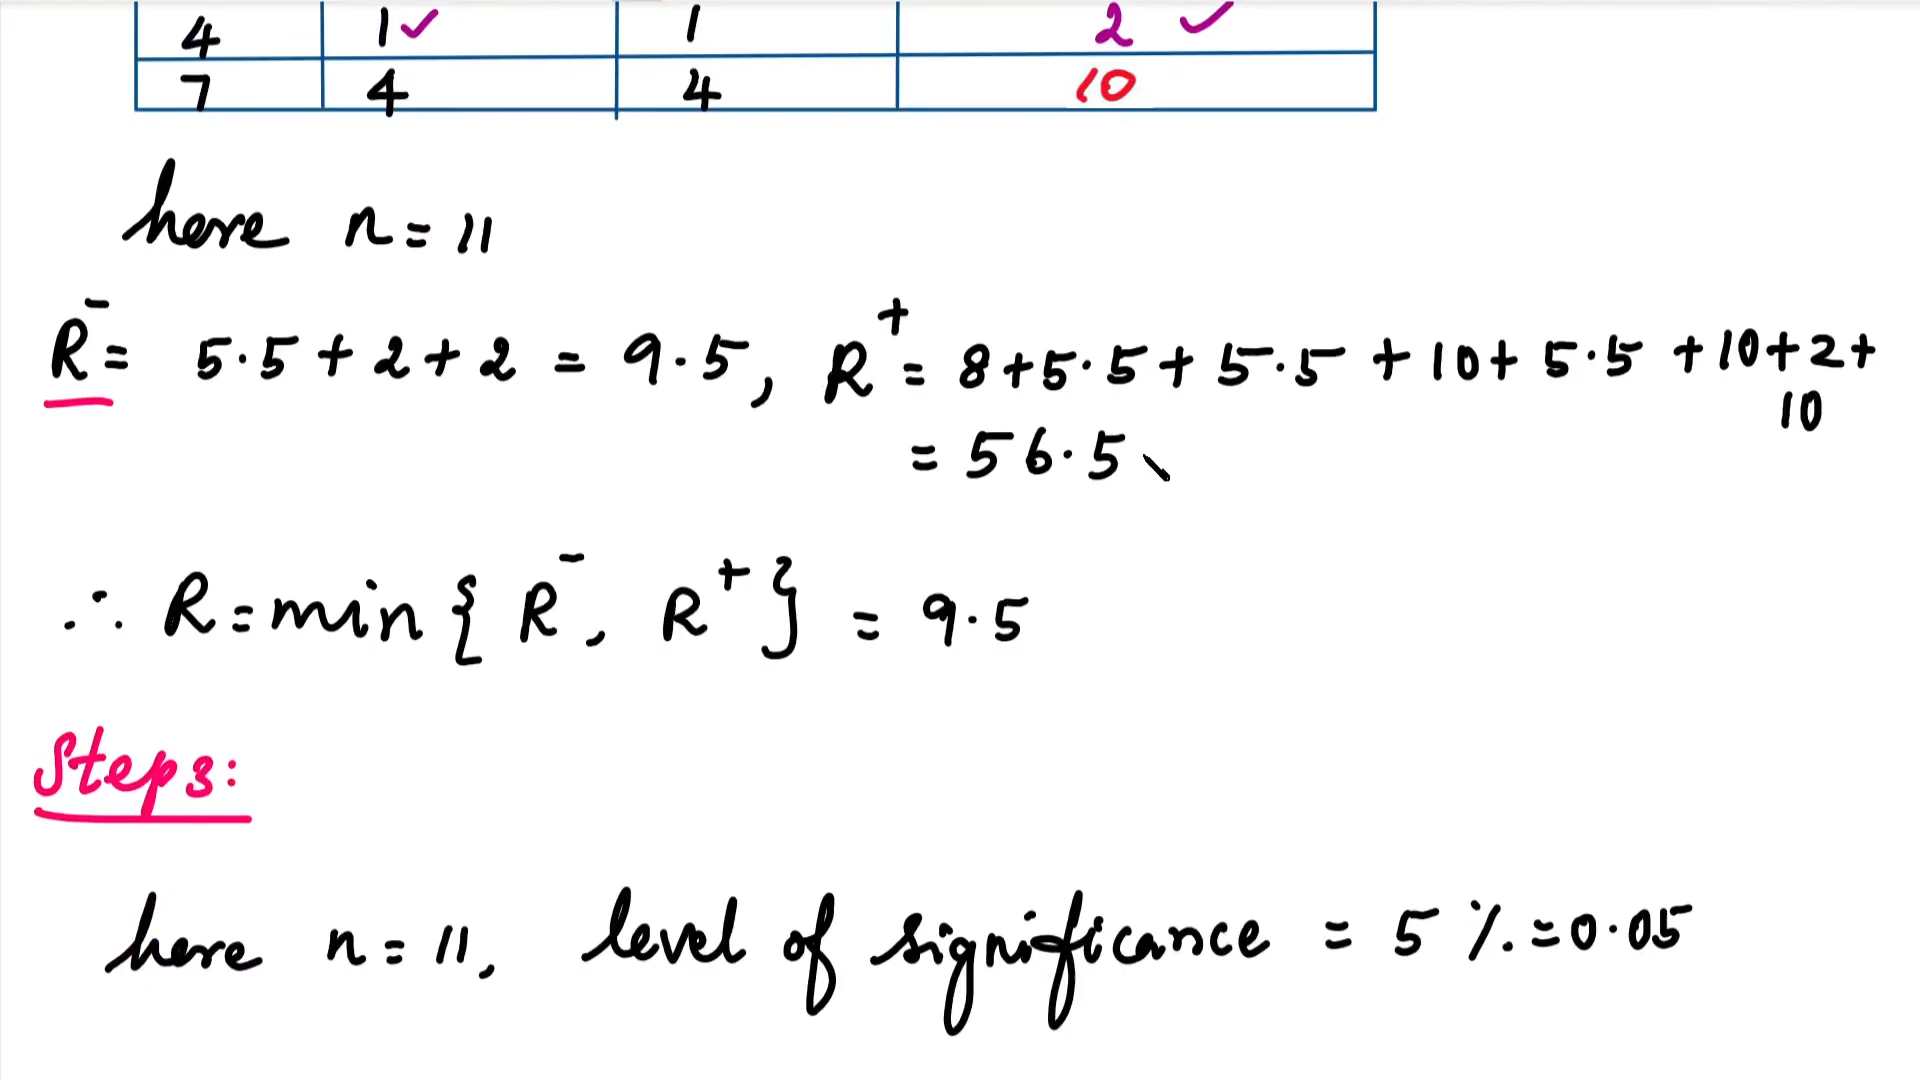 4 1✓ 1 2 ✓
7 4 4 10
here n = 11
R⁻ = 5.5 + 2 + 2 = 9.5, R⁺ = 8 + 5.5 + 5.5 + 10 + 5.5 + 10 + 2 +
10
= 56.5
∴ R = min { R⁻, R⁺ } = 9.5
Step 3:
here n = 11, level of significance = 5 % = 0.05